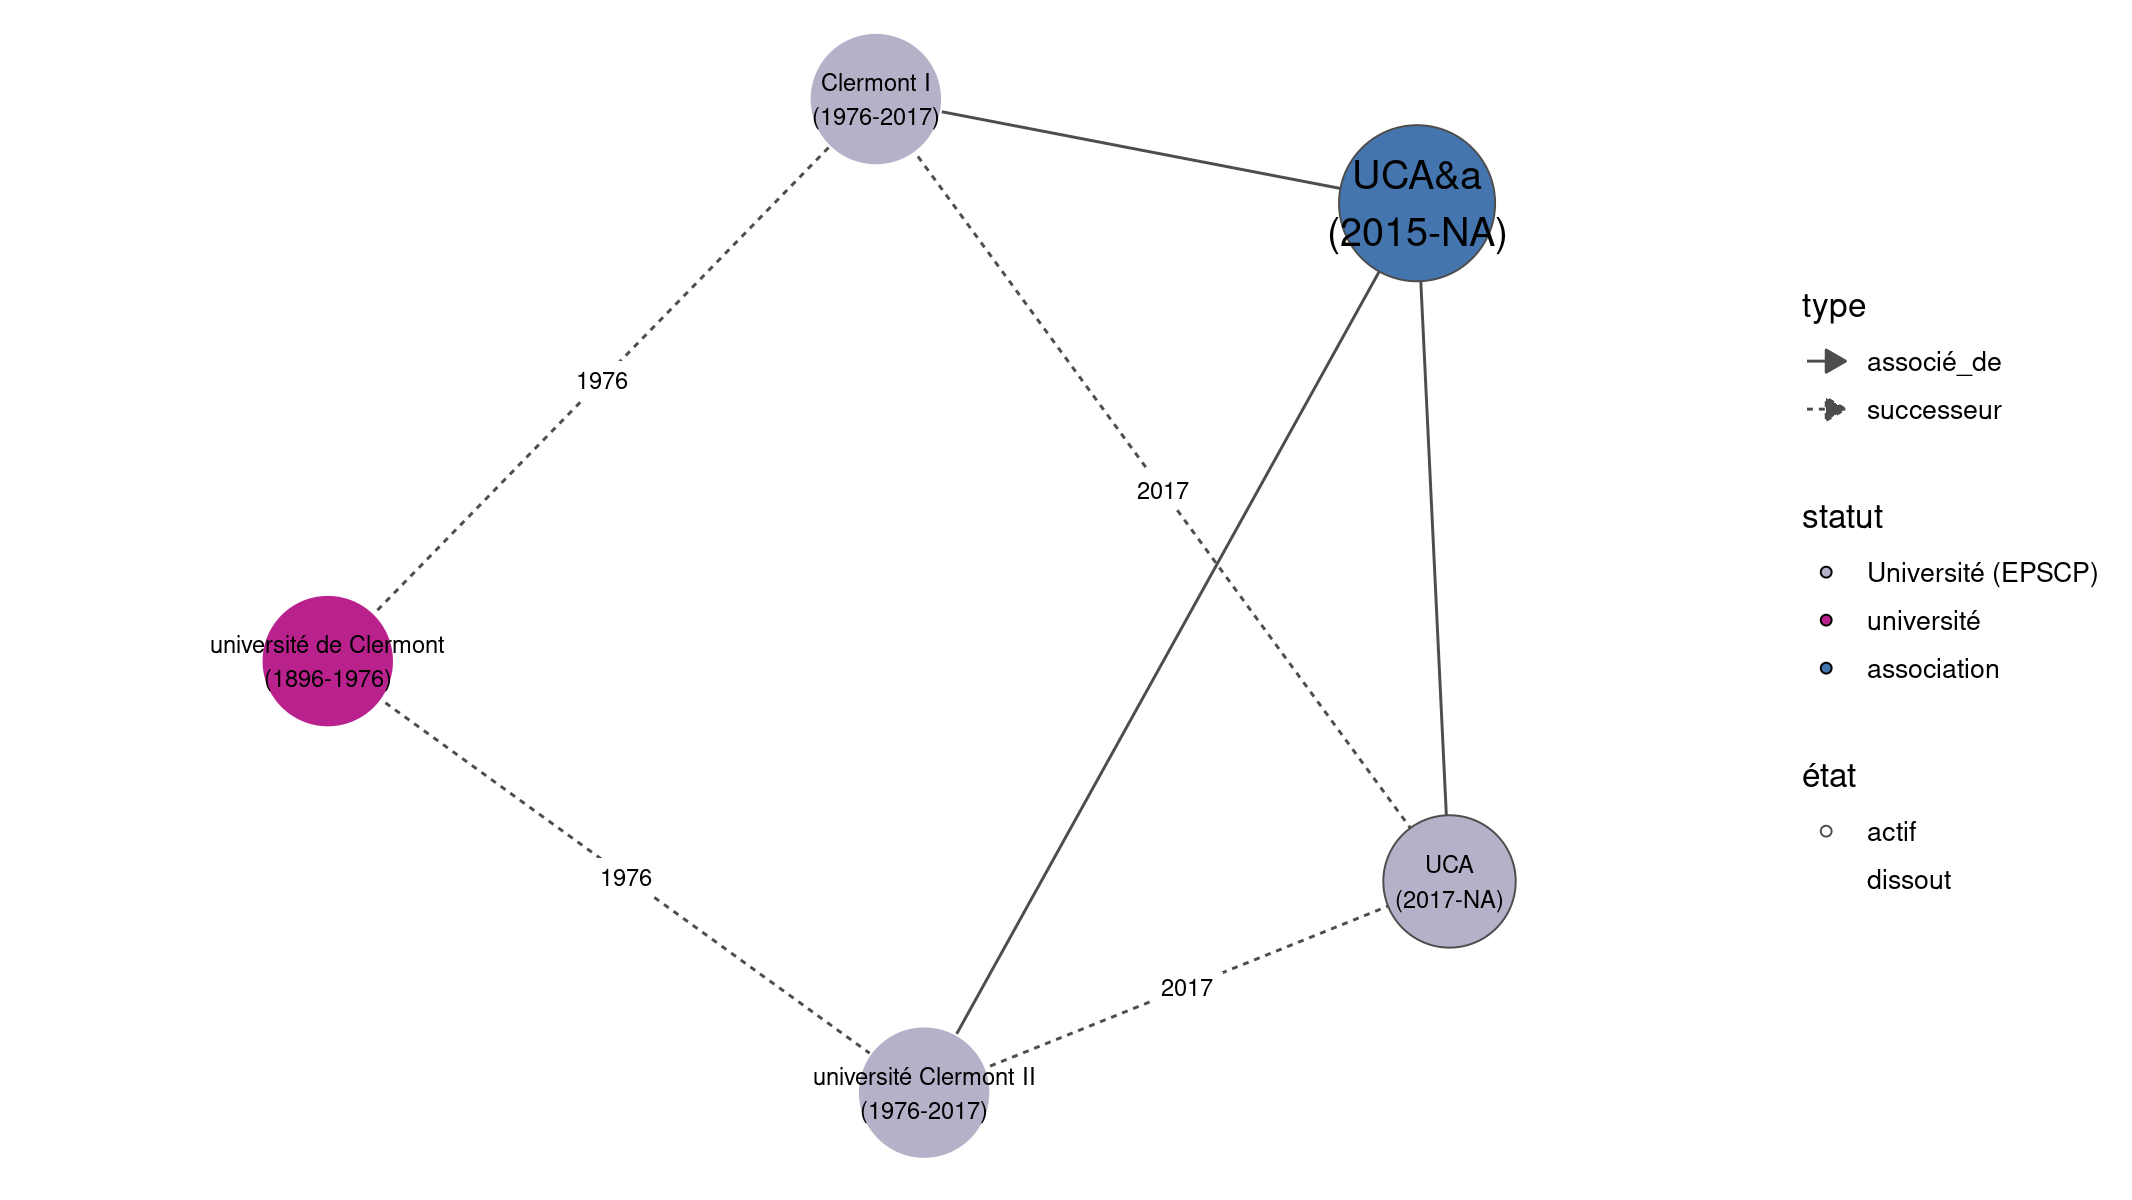 Clermont I
(1976-2017)
UCA&a
(2015-NA)
1976
2017
université de Clermont
(1896-1976)
1976
UCA
(2017-NA)
2017
université Clermont II
(1976-2017)
type
associé_de
successeur
statut
Université (EPSCP)
université
association
état
actif
dissout